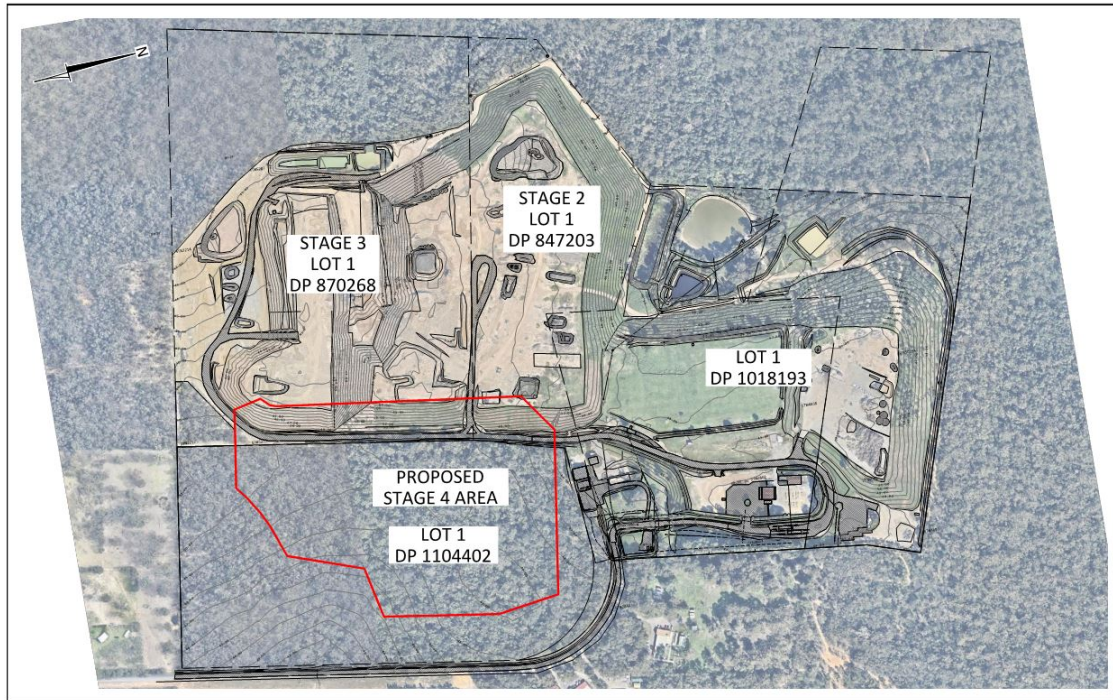 N
STAGE 2
LOT 1
DP 847203
STAGE 3
LOT 1
DP 870268
LOT 1
DP 1018193
PROPOSED
STAGE 4 AREA
LOT 1
DP 1104402